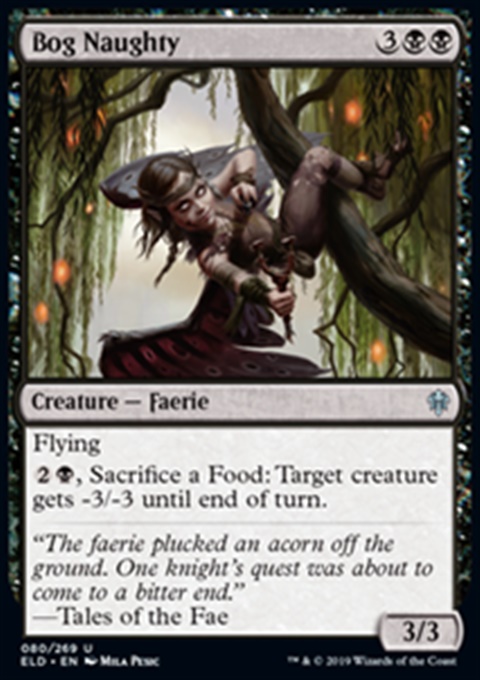 Bog Naughty 3
Creature — Faerie
Flying
2, Sacrifice a Food: Target creature
gets -3/-3 until end of turn.
“The faerie plucked an acorn off the
ground. One knight’s quest was about to
come to a bitter end.”
—Tales of the Fae
3/3
080/269 U
ELD • EN Mila Pesic
™ & © 2019 Wizards of the Coast